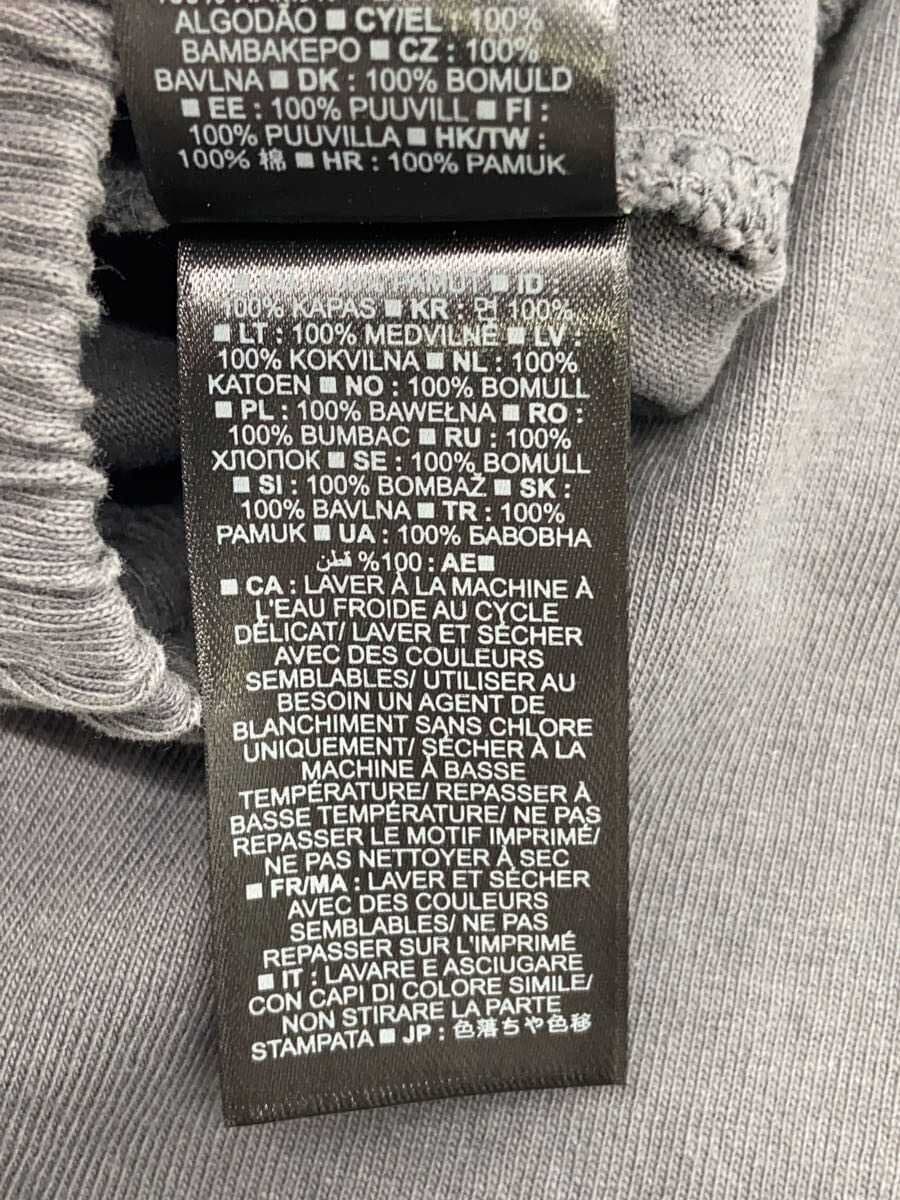 ALGODÃO ■ CY/EL : 100%
BAMBAKEPO ■ CZ : 100%
BAVLNA ■ DK : 100% BOMULD
■ EE : 100% PUUVILL ■ FI :
100% PUUVILLA ■ HK/TW :
100% 棉 ■ HR : 100% PAMUK
PAMUT ■ ID :
100% KAPAS ■ KR : 면 100%
■ LT : 100% MEDVILNĖ ■ LV :
100% KOKVILNA ■ NL : 100%
KATOEN ■ NO : 100% BOMULL
■ PL : 100% BAWEŁNA ■ RO :
100% BUMBAC ■ RU : 100%
ХЛОПОК ■ SE : 100% BOMULL
■ SI : 100% BOMBAŽ ■ SK :
100% BAVLNA ■ TR : 100%
PAMUK ■ UA : 100% БАВОВНА
■AE : 100% قطن
■ CA : LAVER À LA MACHINE À
L'EAU FROIDE AU CYCLE
DÉLICAT/ LAVER ET SÉCHER
AVEC DES COULEURS
SEMBLABLES/ UTILISER AU
BESOIN UN AGENT DE
BLANCHIMENT SANS CHLORE
UNIQUEMENT/ SÉCHER À LA
MACHINE À BASSE
TEMPÉRATURE/ REPASSER À
BASSE TEMPÉRATURE/ NE PAS
REPASSER LE MOTIF IMPRIMÉ/
NE PAS NETTOYER À SEC
■ FR/MA : LAVER ET SÉCHER
AVEC DES COULEURS
SEMBLABLES/ NE PAS
REPASSER SUR L'IMPRIMÉ
■ IT : LAVARE E ASCIUGARE
CON CAPI DI COLORE SIMILE/
NON STIRARE LA PARTE
STAMPATA ■ JP : 色落ちや色移